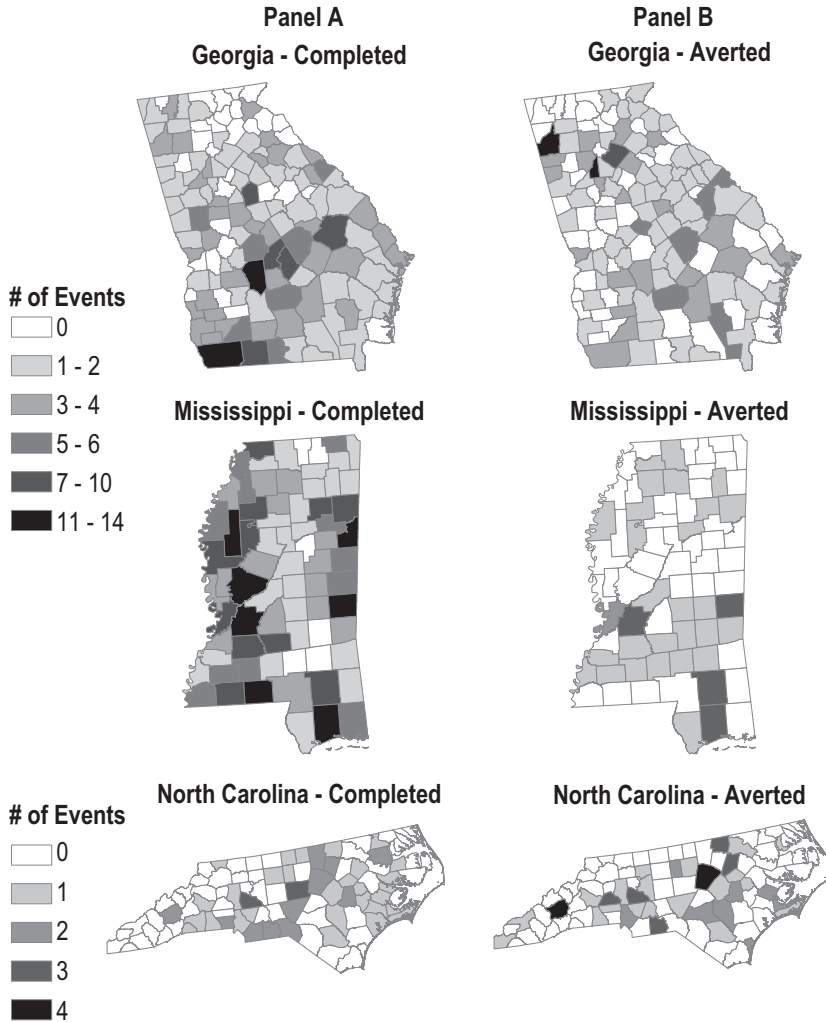 Panel A
Panel B
Georgia - Completed
Georgia - Averted
# of Events
0
1 - 2
3 - 4
5 - 6
7 - 10
11 - 14
Mississippi - Completed
Mississippi - Averted
North Carolina - Completed
North Carolina - Averted
# of Events
0
1
2
3
4